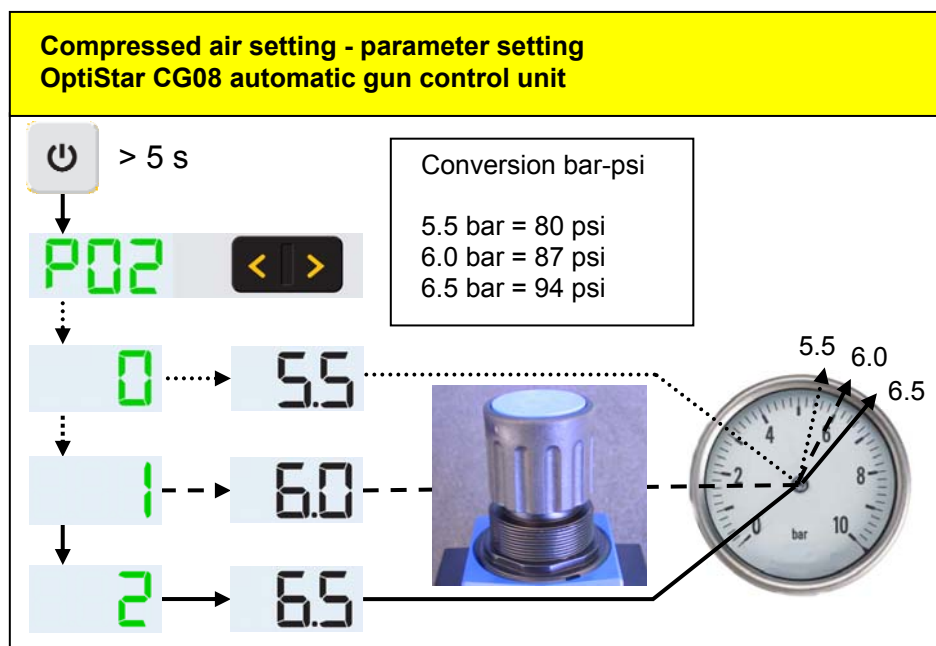 Compressed air setting - parameter setting
OptiStar CG08 automatic gun control unit
> 5 s
Conversion bar-psi
5.5 bar = 80 psi
6.0 bar = 87 psi
6.5 bar = 94 psi
P02 < >
0 5.5
1 6.0
2 6.5
5.5 6.0 6.5
0 2 4 6 8 10
bar